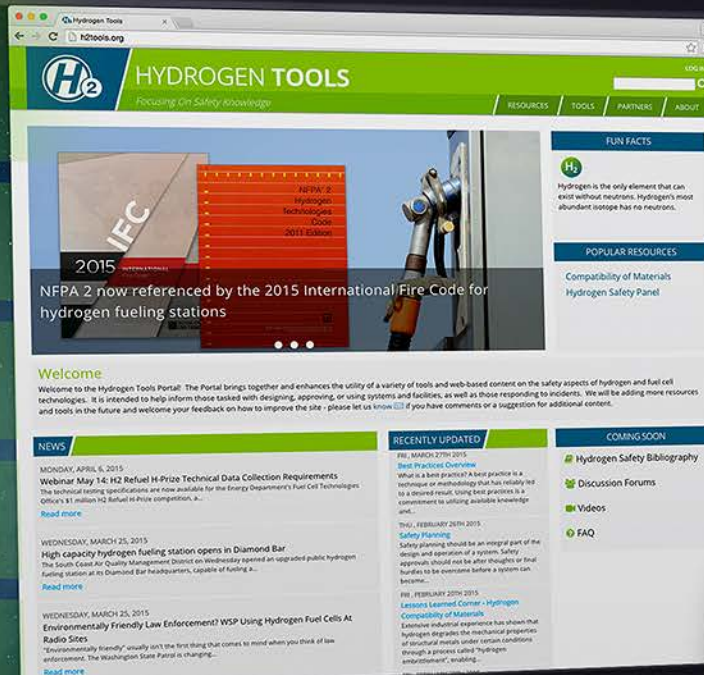 Hydrogen Tools
h2tools.org
H2
HYDROGEN TOOLS
Focusing On Safety Knowledge
LOG IN
RESOURCES
TOOLS
PARTNERS
ABOUT
IFC
2015
INTERNATIONAL
NFPA 2
Hydrogen
Technologies
Code
2011 Edition
NFPA 2 now referenced by the 2015 International Fire Code for
hydrogen fueling stations
FUN FACTS
H2
Hydrogen is the only element that can
exist without neutrons. Hydrogen's most
abundant isotope has no neutrons.
POPULAR RESOURCES
Compatibility of Materials
Hydrogen Safety Panel
Welcome
Welcome to the Hydrogen Tools Portal! The Portal brings together and enhances the utility of a variety of tools and web-based content on the safety aspects of hydrogen and fuel cell
technologies. It is intended to help inform those tasked with designing, approving, or using systems and facilities, as well as those responding to incidents. We will be adding more resources
and tools in the future and welcome your feedback on how to improve the site - please let us know if you have comments or a suggestion for additional content.
NEWS
MONDAY, APRIL 6, 2015
Webinar May 14: H2 Refuel H-Prize Technical Data Collection Requirements
The technical testing specifications are now available for the Energy Department's Fuel Cell Technologies
Office's $1 million H2 Refuel H-Prize competition, a...
Read more
WEDNESDAY, MARCH 25, 2015
High capacity hydrogen fueling station opens in Diamond Bar
The South Coast Air Quality Management District on Wednesday opened an upgraded public hydrogen
fueling station at its Diamond Bar headquarters, capable of fueling a...
Read more
WEDNESDAY, MARCH 25, 2015
Environmentally Friendly Law Enforcement? WSP Using Hydrogen Fuel Cells At
Radio Sites
"Environmentally friendly" usually isn't the first thing that comes to mind when you think of law
enforcement. The Washington State Patrol is changing...
Read more
RECENTLY UPDATED
FRI, MARCH 27TH 2015
Best Practices Overview
What is a best practice? A best practice is a
technique or methodology that has reliably led
to a desired result. Using best practices is a
commitment to utilizing available knowledge
and...
THU, FEBRUARY 26TH 2015
Safety Planning
Safety planning should be an integral part of the
design and operation of a system. Safety
approvals should not be after thoughts or final
hurdles to be overcome before a system can
become...
FRI, FEBRUARY 20TH 2015
Lessons Learned Corner - Hydrogen
Compatibility of Materials
Extensive industrial experience has shown that
hydrogen degrades the mechanical properties
of structural metals under certain conditions
through a process called "hydrogen
embrittlement", enabling...
COMING SOON
Hydrogen Safety Bibliography
Discussion Forums
Videos
FAQ